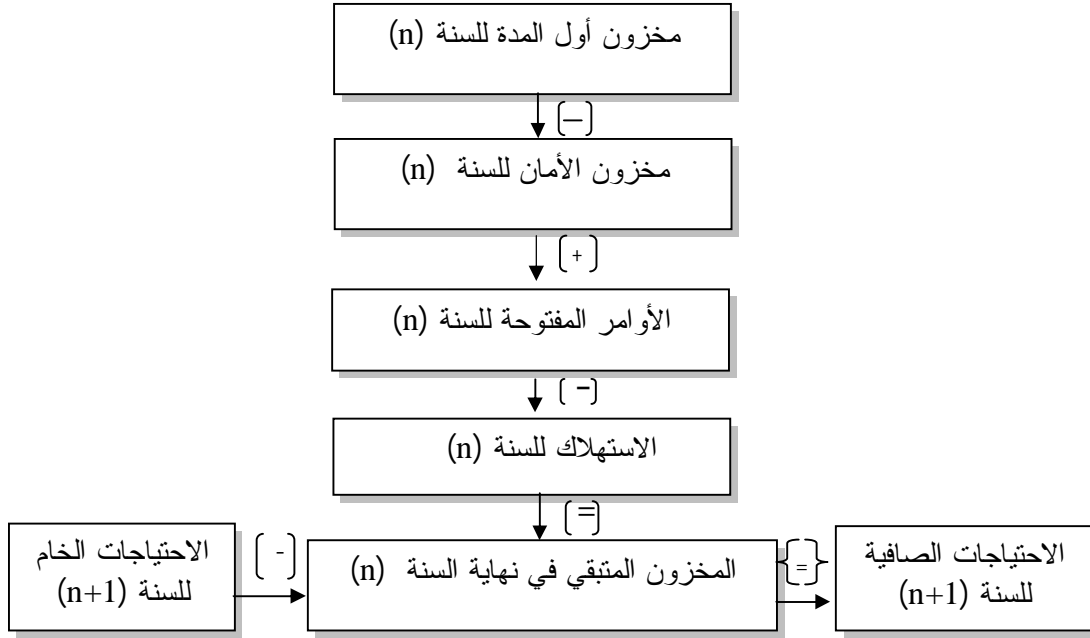 مخزون أول المدة للسنة (n)
(—)
مخزون الأمان للسنة (n)
(+)
الأوامر المفتوحة للسنة (n)
(-)
الاستهلاك للسنة (n)
(=)
الاحتياجات الخام
للسنة (n+1)
(-)
المخزون المتبقي في نهاية السنة (n)
{=}
الاحتياجات الصافية
للسنة (n+1)